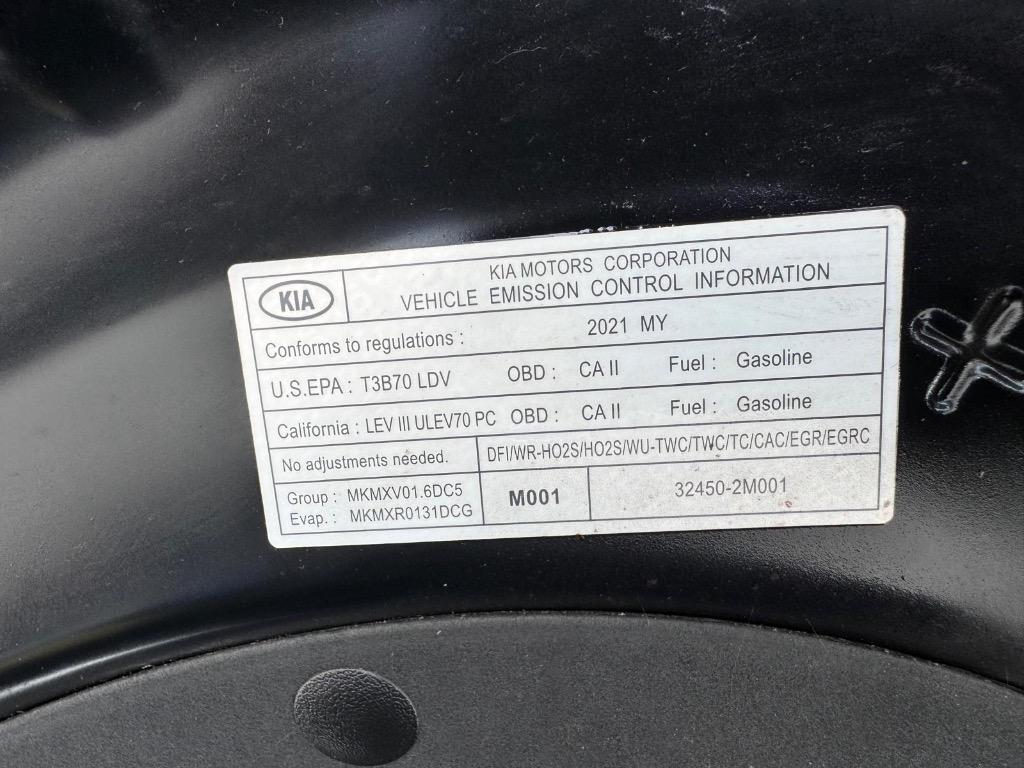 KIA
KIA MOTORS CORPORATION
VEHICLE EMISSION CONTROL INFORMATION
Conforms to regulations : 2021 MY
U.S.EPA : T3B70 LDV OBD : CA II Fuel : Gasoline
California : LEV III ULEV70 PC OBD : CA II Fuel : Gasoline
No adjustments needed. DFI/WR-HO2S/HO2S/WU-TWC/TWC/TC/CAC/EGR/EGRC
Group : MKMXV01.6DC5
Evap. : MKMXR0131DCG
M001
32450-2M001